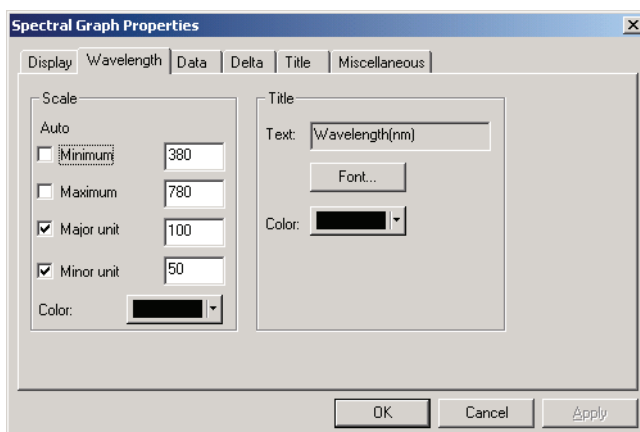 Spectral Graph Properties
Display Wavelength Data Delta Title Miscellaneous
Scale
Auto
Minimum 380
Maximum 780
Major unit 100
Minor unit 50
Color:
Title
Text: Wavelength(nm)
Font...
Color:
OK Cancel Apply